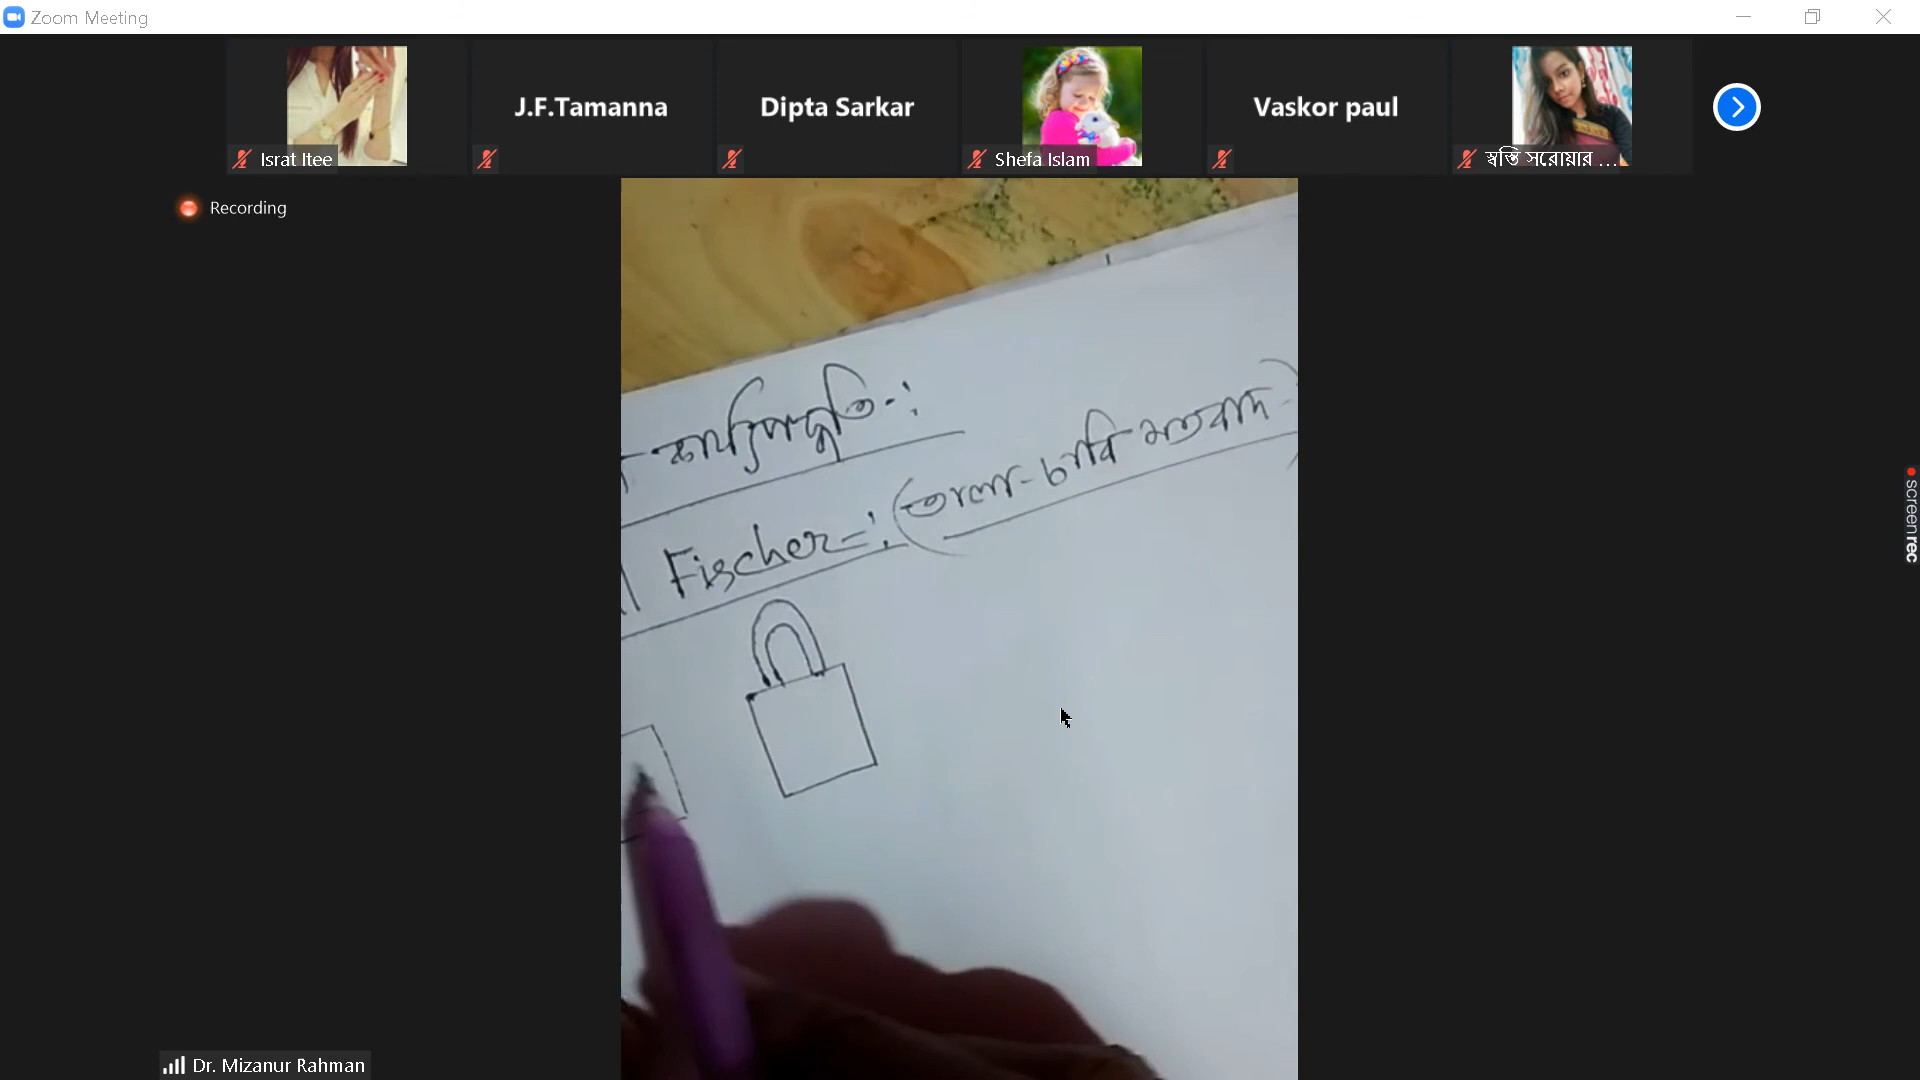 Zoom Meeting
J.F.Tamanna
Dipta Sarkar
Vaskor paul
Israt Itee
Shefa Islam
স্বস্তি সরোয়ার ...
Recording
কার্যপদ্ধতি-:
Fischer-: (তালা-চাবি মতবাদ-)
screenrec
Dr. Mizanur Rahman